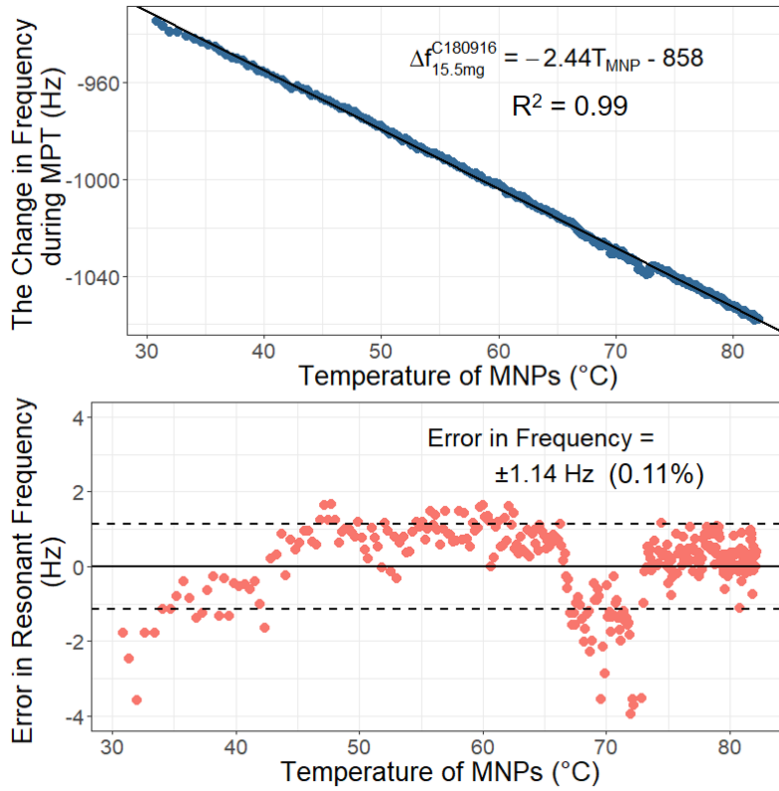 The Change in Frequency
during MPT (Hz)
Δf₁₅.₅ₘg^C180916 = −2.44T_MNP - 858
R² = 0.99
-960
-1000
-1040
30 40 50 60 70 80
Temperature of MNPs (°C)
Error in Resonant Frequency
(Hz)
Error in Frequency =
±1.14 Hz (0.11%)
4
2
0
-2
-4
30 40 50 60 70 80
Temperature of MNPs (°C)